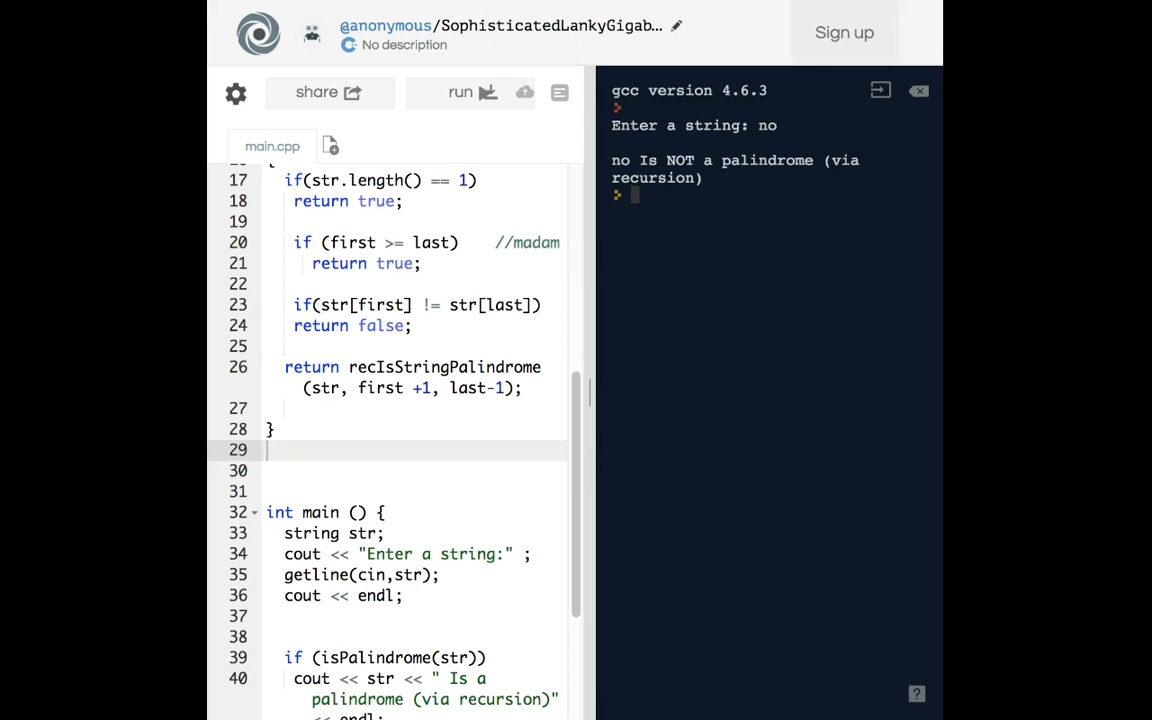 @anonymous/SophisticatedLankyGigab...
No description
Sign up
share
run
main.cpp
17 if(str.length() == 1)
18 return true;
19
20 if (first >= last) //madam
21 return true;
22
23 if(str[first] != str[last])
24 return false;
25
26 return recIsStringPalindrome
(str, first +1, last-1);
27
28 }
29
30
31
32 int main () {
33 string str;
34 cout << "Enter a string:" ;
35 getline(cin,str);
36 cout << endl;
37
38
39 if (isPalindrome(str))
40 cout << str << " Is a
palindrome (via recursion)"
<< endl;
gcc version 4.6.3
Enter a string: no
no Is NOT a palindrome (via
recursion)
?